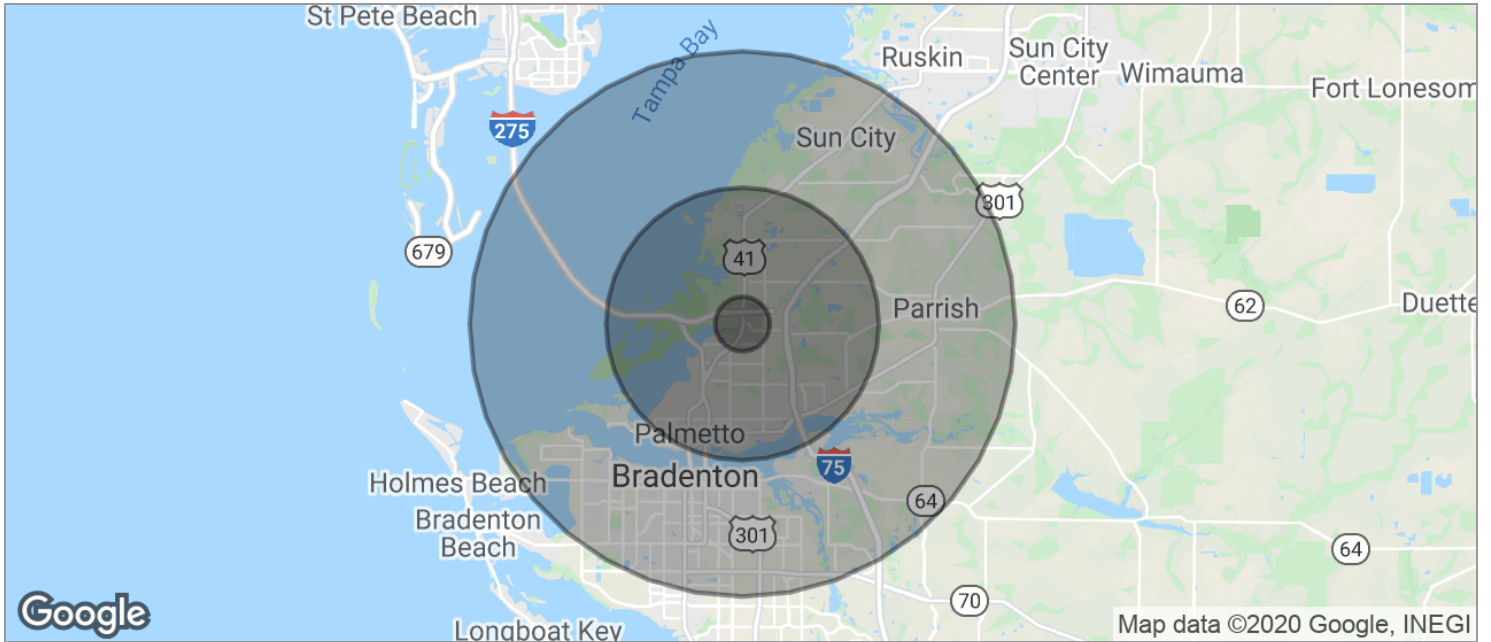 St Pete Beach
Tampa Bay
Ruskin
Sun City
Center
Wimauma
Fort Lonesom
275
Sun City
301
679
41
Parrish
62
Duette
Palmetto
Bradenton
75
Holmes Beach
64
Bradenton
Beach
301
64
70
Longboat Key
Google
Map data ©2020 Google, INEGI